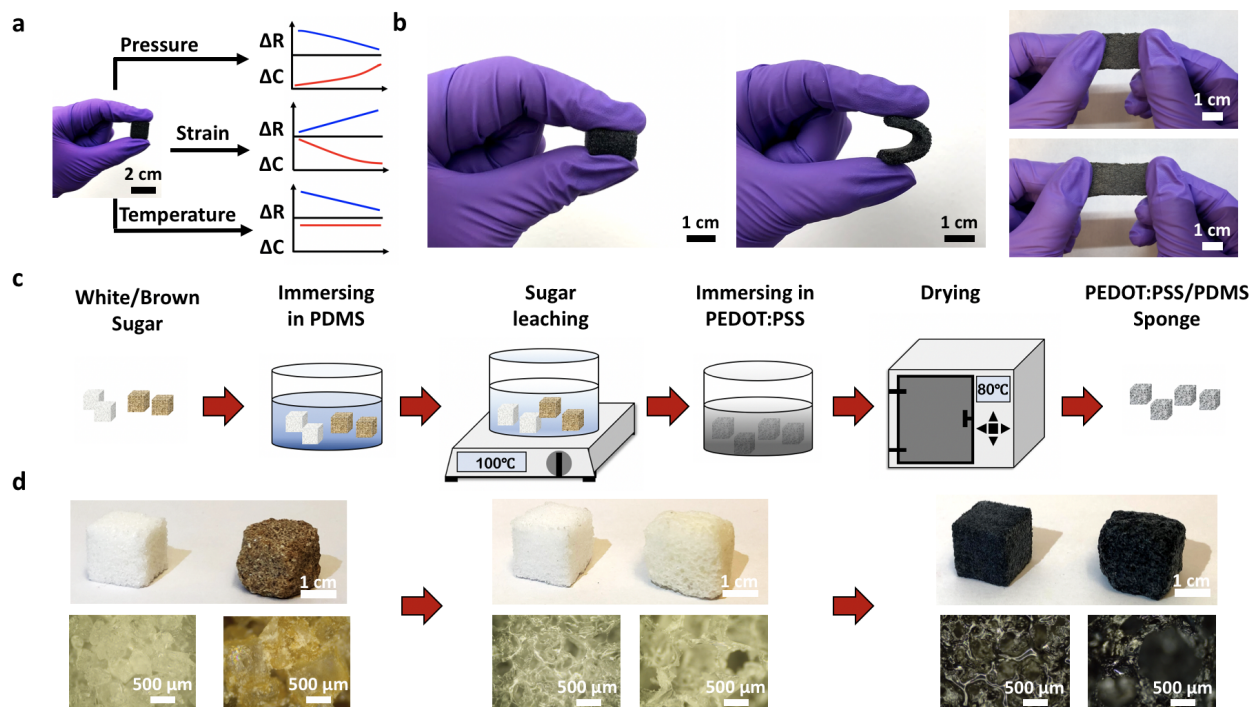 a
Pressure
ΔR
ΔC
Strain
ΔR
ΔC
2 cm
Temperature
ΔR
ΔC
b
1 cm
1 cm
1 cm
1 cm
c
White/Brown
Sugar
Immersing
in PDMS
Sugar
leaching
100℃
Immersing in
PEDOT:PSS
Drying
80℃
PEDOT:PSS/PDMS
Sponge
d
1 cm
500 μm
500 μm
1 cm
500 μm
500 μm
1 cm
500 μm
500 μm